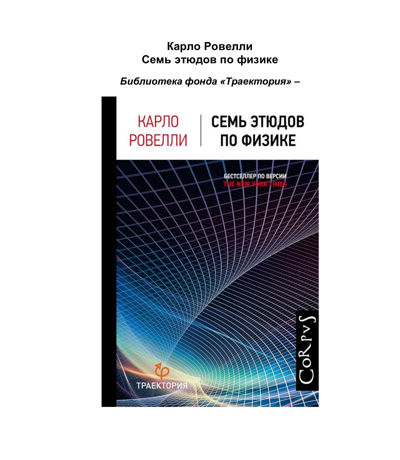 Карло Ровелли
Семь этюдов по физике
Библиотека фонда «Траектория» –
КАРЛО
РОВЕЛЛИ
СЕМЬ ЭТЮДОВ
ПО ФИЗИКЕ
БЕСТСЕЛЛЕР ПО ВЕРСИИ
THE NEW YORK TIMES
CORPVS
ТРАЕКТОРИЯ